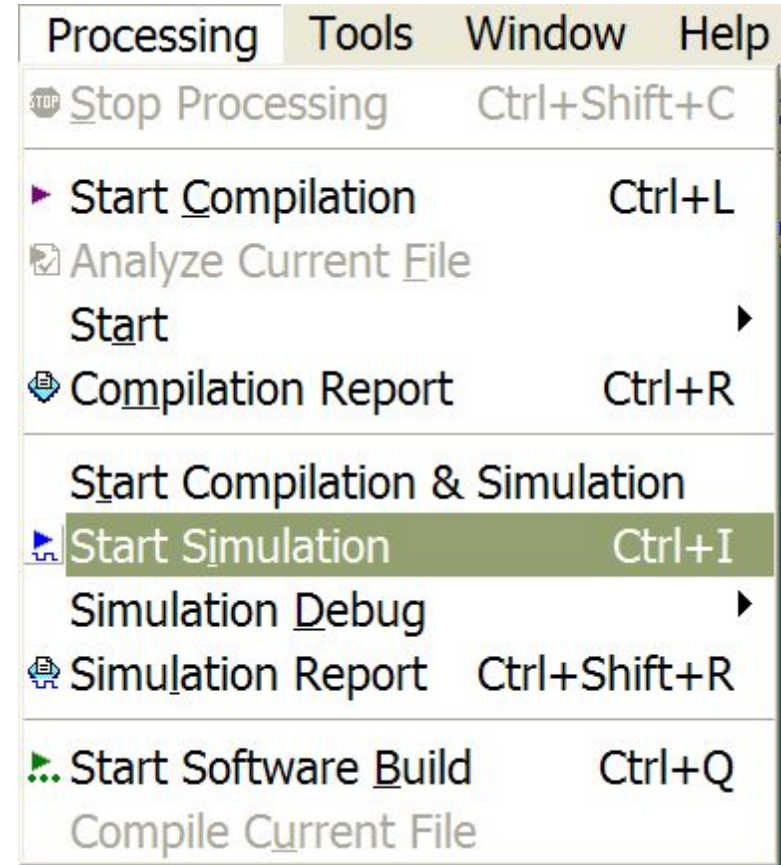 Processing Tools Window Help
Stop Processing Ctrl+Shift+C
Start Compilation Ctrl+L
Analyze Current File
Start
Compilation Report Ctrl+R
Start Compilation & Simulation
Start Simulation Ctrl+I
Simulation Debug
Simulation Report Ctrl+Shift+R
Start Software Build Ctrl+Q
Compile Current File